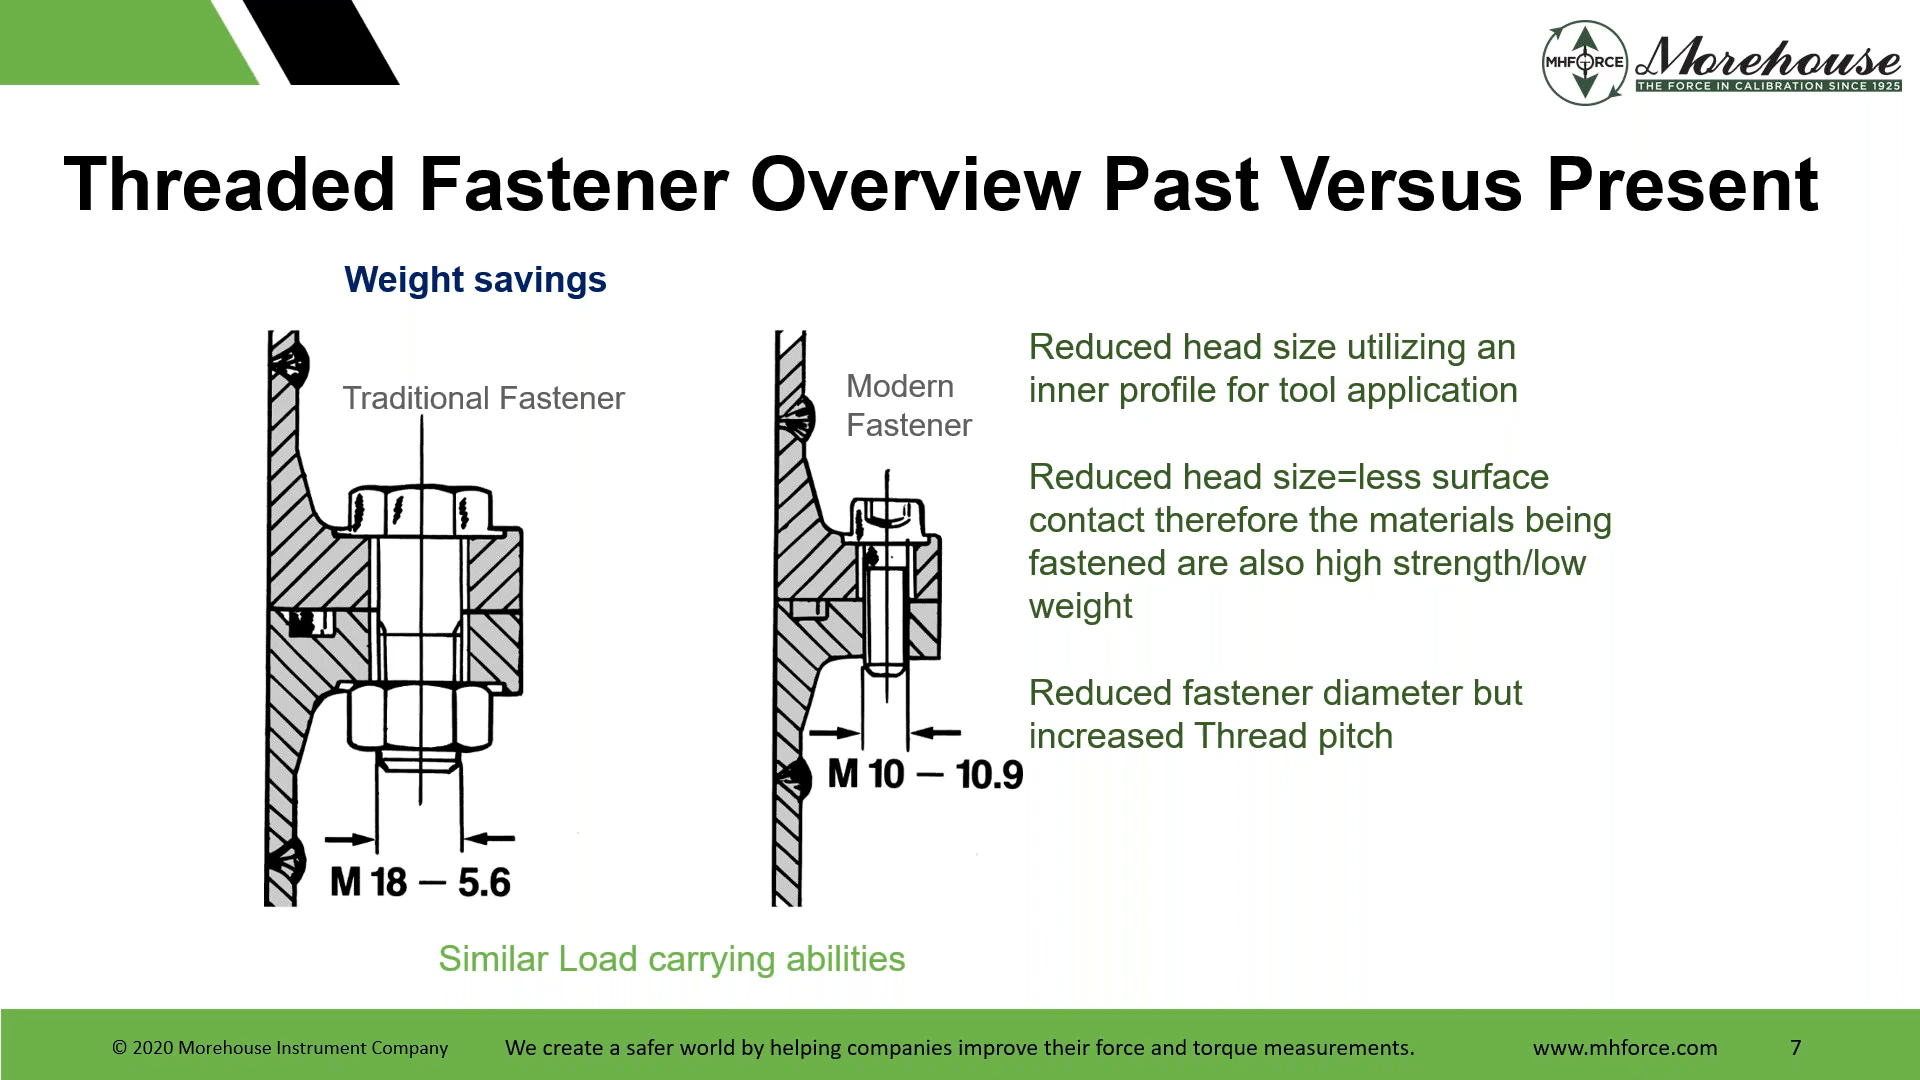 MHFORCE
Morehouse
THE FORCE IN CALIBRATION SINCE 1925
Threaded Fastener Overview Past Versus Present
Weight savings
Traditional Fastener
Modern
Fastener
M 18 – 5.6
M 10 – 10.9
Reduced head size utilizing an
inner profile for tool application
Reduced head size=less surface
contact therefore the materials being
fastened are also high strength/low
weight
Reduced fastener diameter but
increased Thread pitch
Similar Load carrying abilities
© 2020 Morehouse Instrument Company
We create a safer world by helping companies improve their force and torque measurements.
www.mhforce.com
7